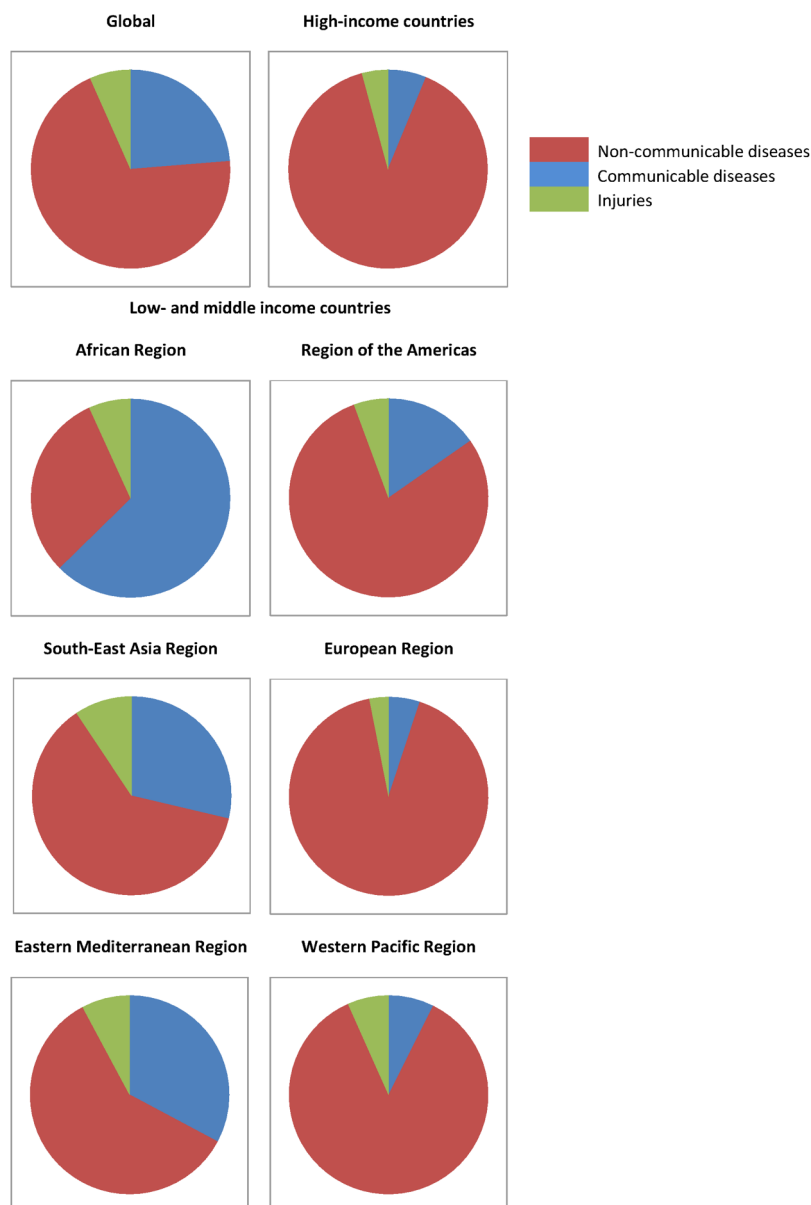 Global
High-income countries
Non-communicable diseases
Communicable diseases
Injuries
Low- and middle income countries
African Region
Region of the Americas
South-East Asia Region
European Region
Eastern Mediterranean Region
Western Pacific Region